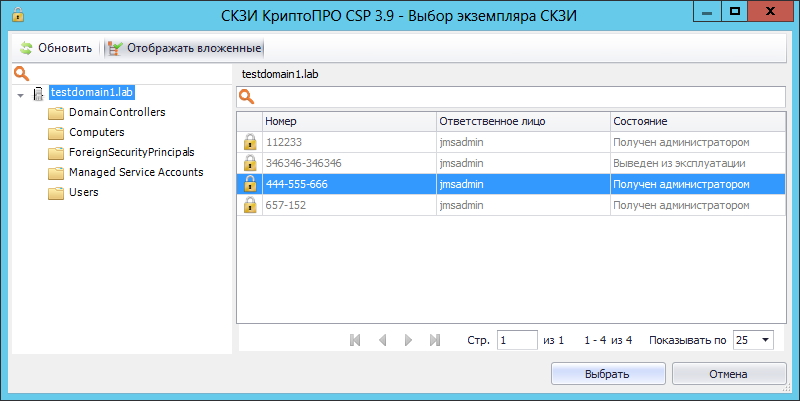 СКЗИ КриптоПРО CSP 3.9 - Выбор экземпляра СКЗИ
Обновить Отображать вложенные
testdomain1.lab
Domain Controllers
Computers
ForeignSecurityPrincipals
Managed Service Accounts
Users
testdomain1.lab
Номер Ответственное лицо Состояние
112233 jmsadmin Получен администратором
346346-346346 jmsadmin Выведен из эксплуатации
444-555-666 jmsadmin Получен администратором
657-152 jmsadmin Получен администратором
Стр. 1 из 1 1 - 4 из 4 Показывать по 25
Выбрать Отмена